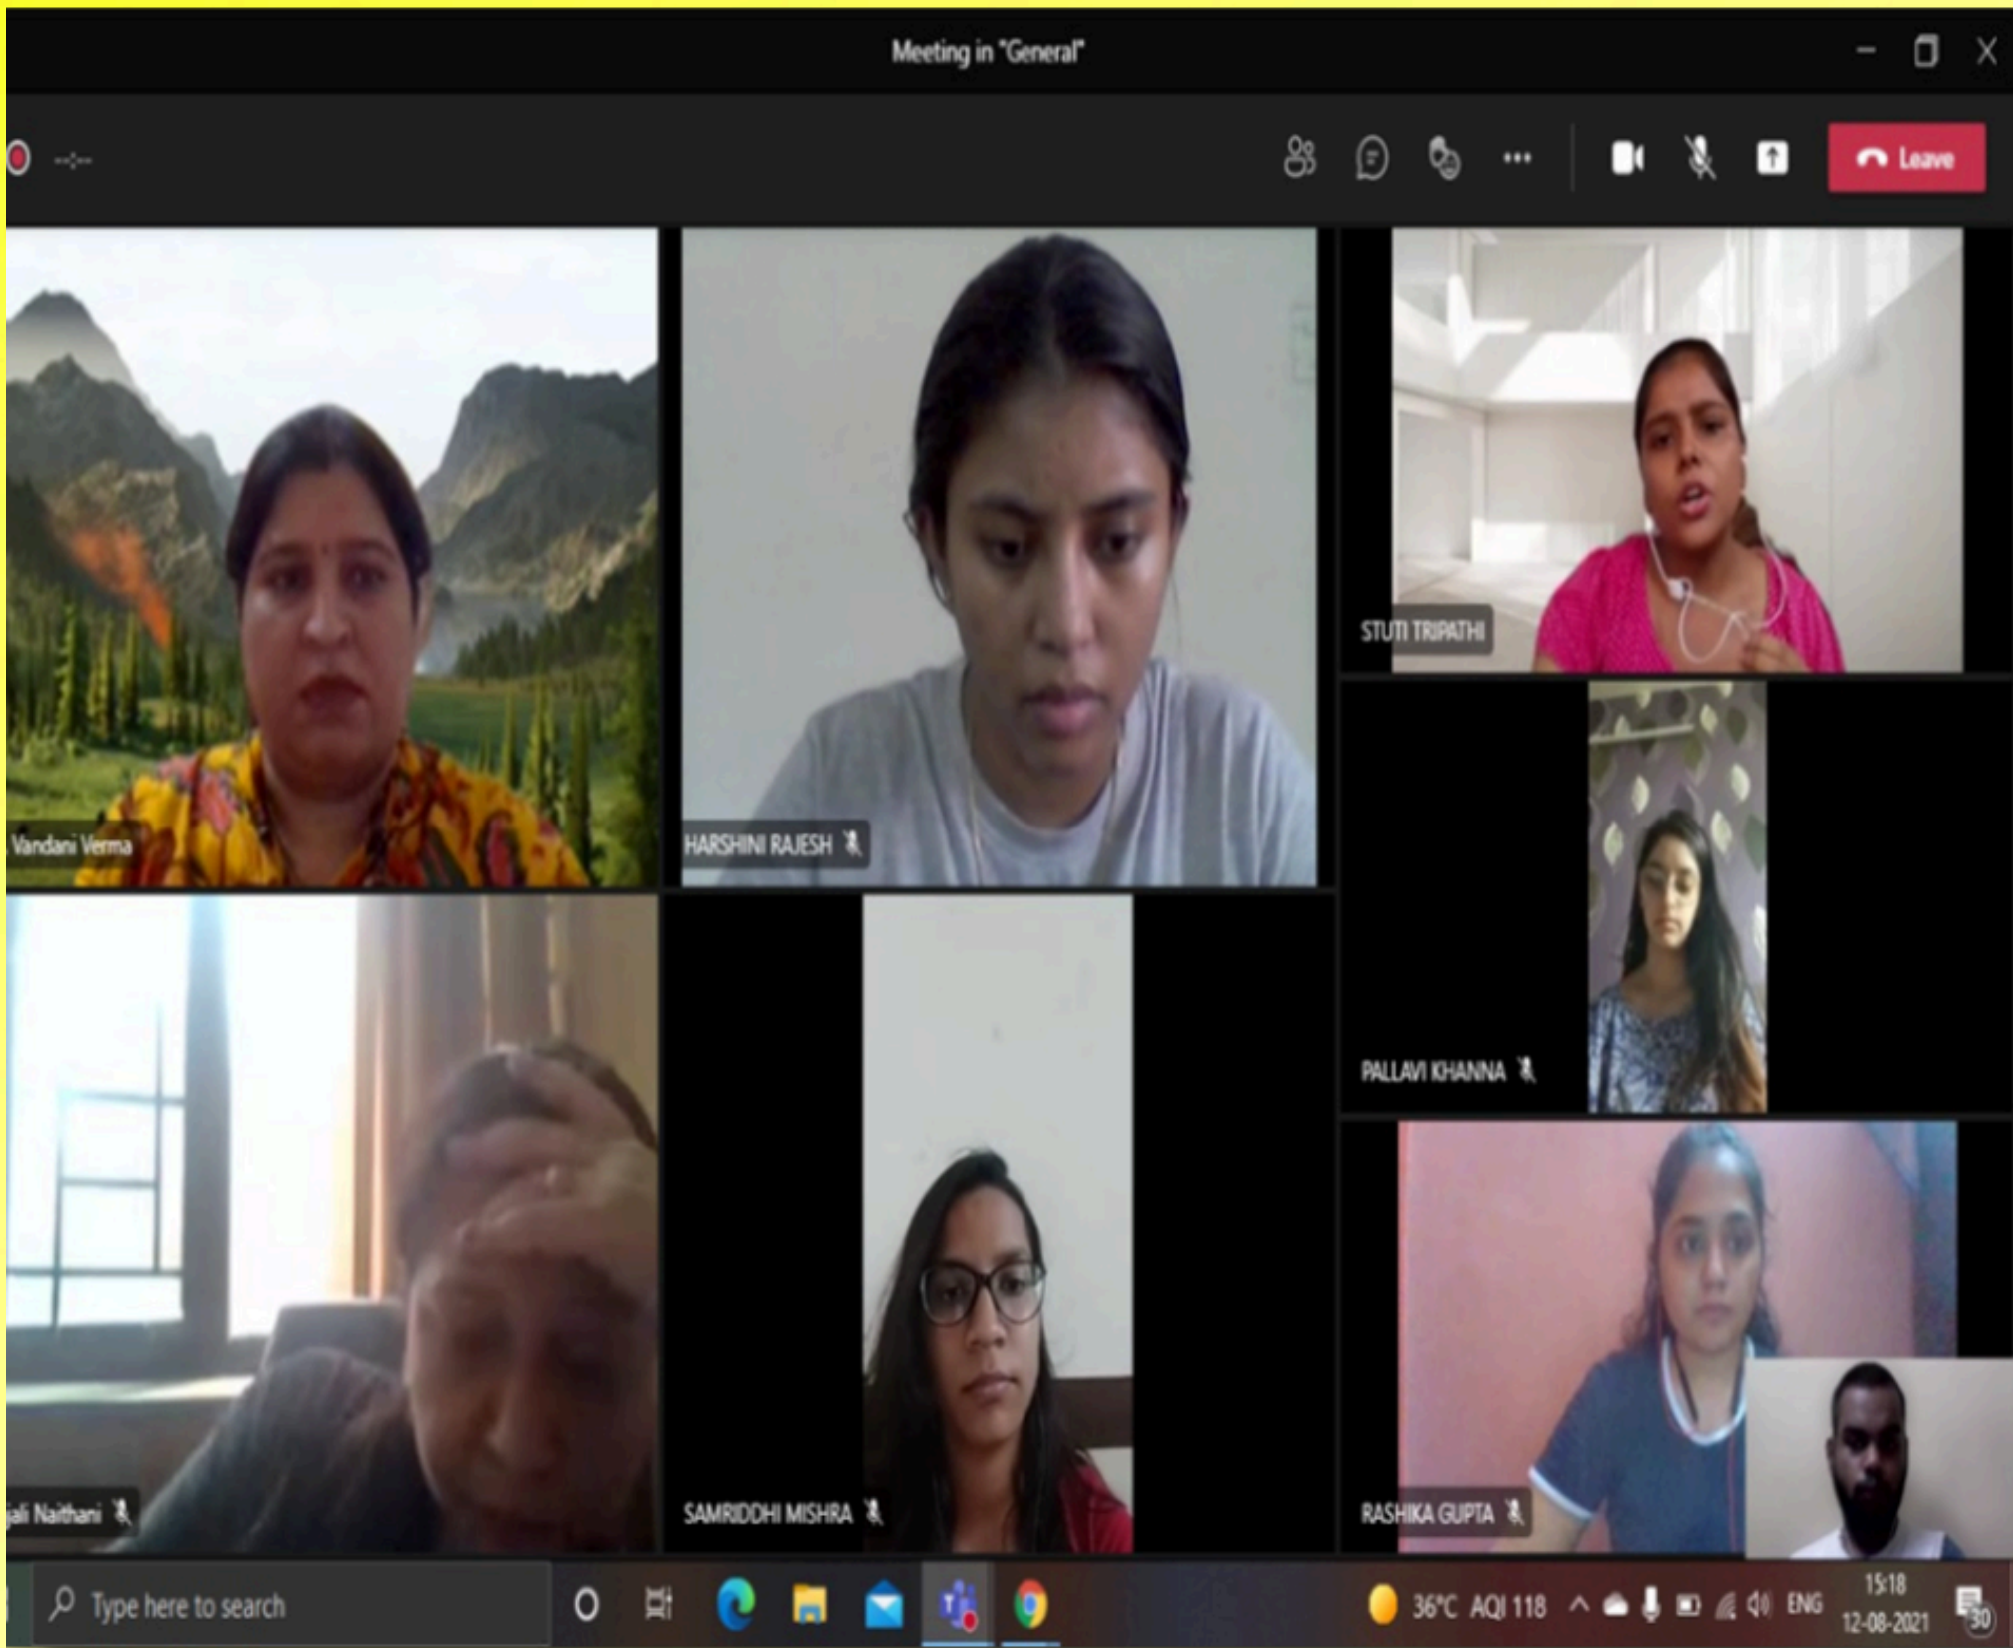 Meeting in "General"
--:--
Leave
Vandani Verma
HARSHINI RAJESH
STUTI TRIPATHI
PALLAVI KHANNA
jali Naithani
SAMRIDDHI MISHRA
RASHIKA GUPTA
Type here to search
36°C AQI 118
ENG
15:18
12-08-2021
30